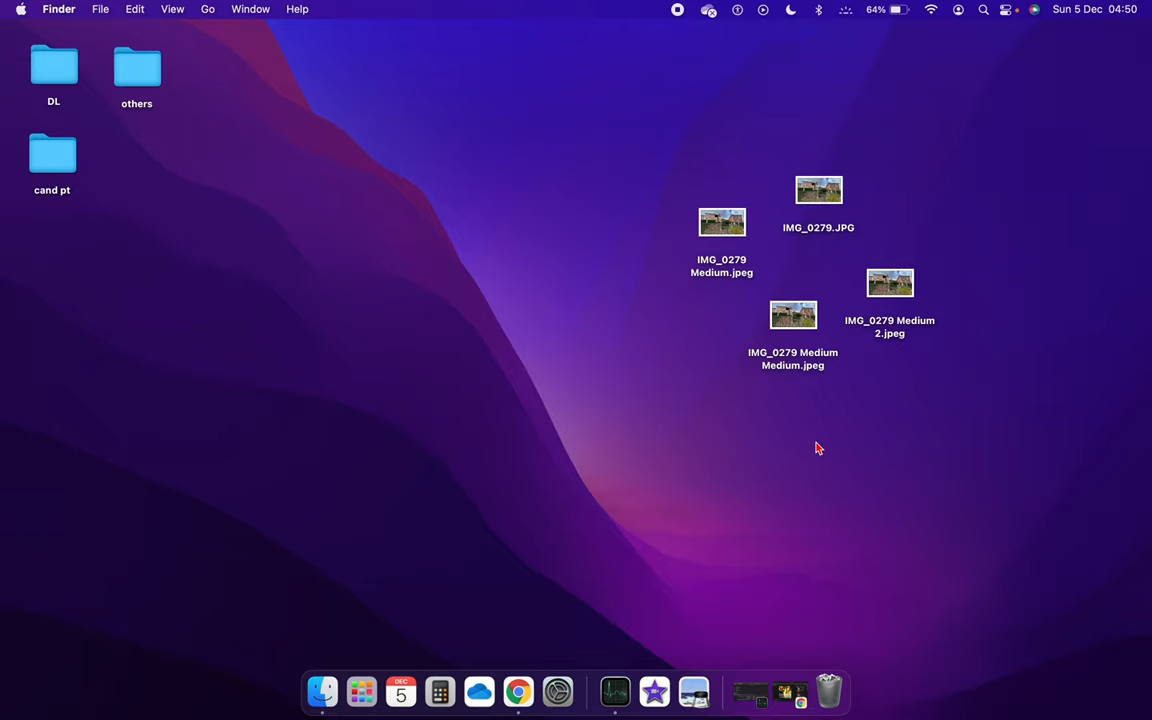 Finder File Edit View Go Window Help 64% Sun 5 Dec 04:50
DL
others
cand pt
IMG_0279.JPG
IMG_0279
Medium.jpeg
IMG_0279 Medium
2.jpeg
IMG_0279 Medium
Medium.jpeg
DEC
5